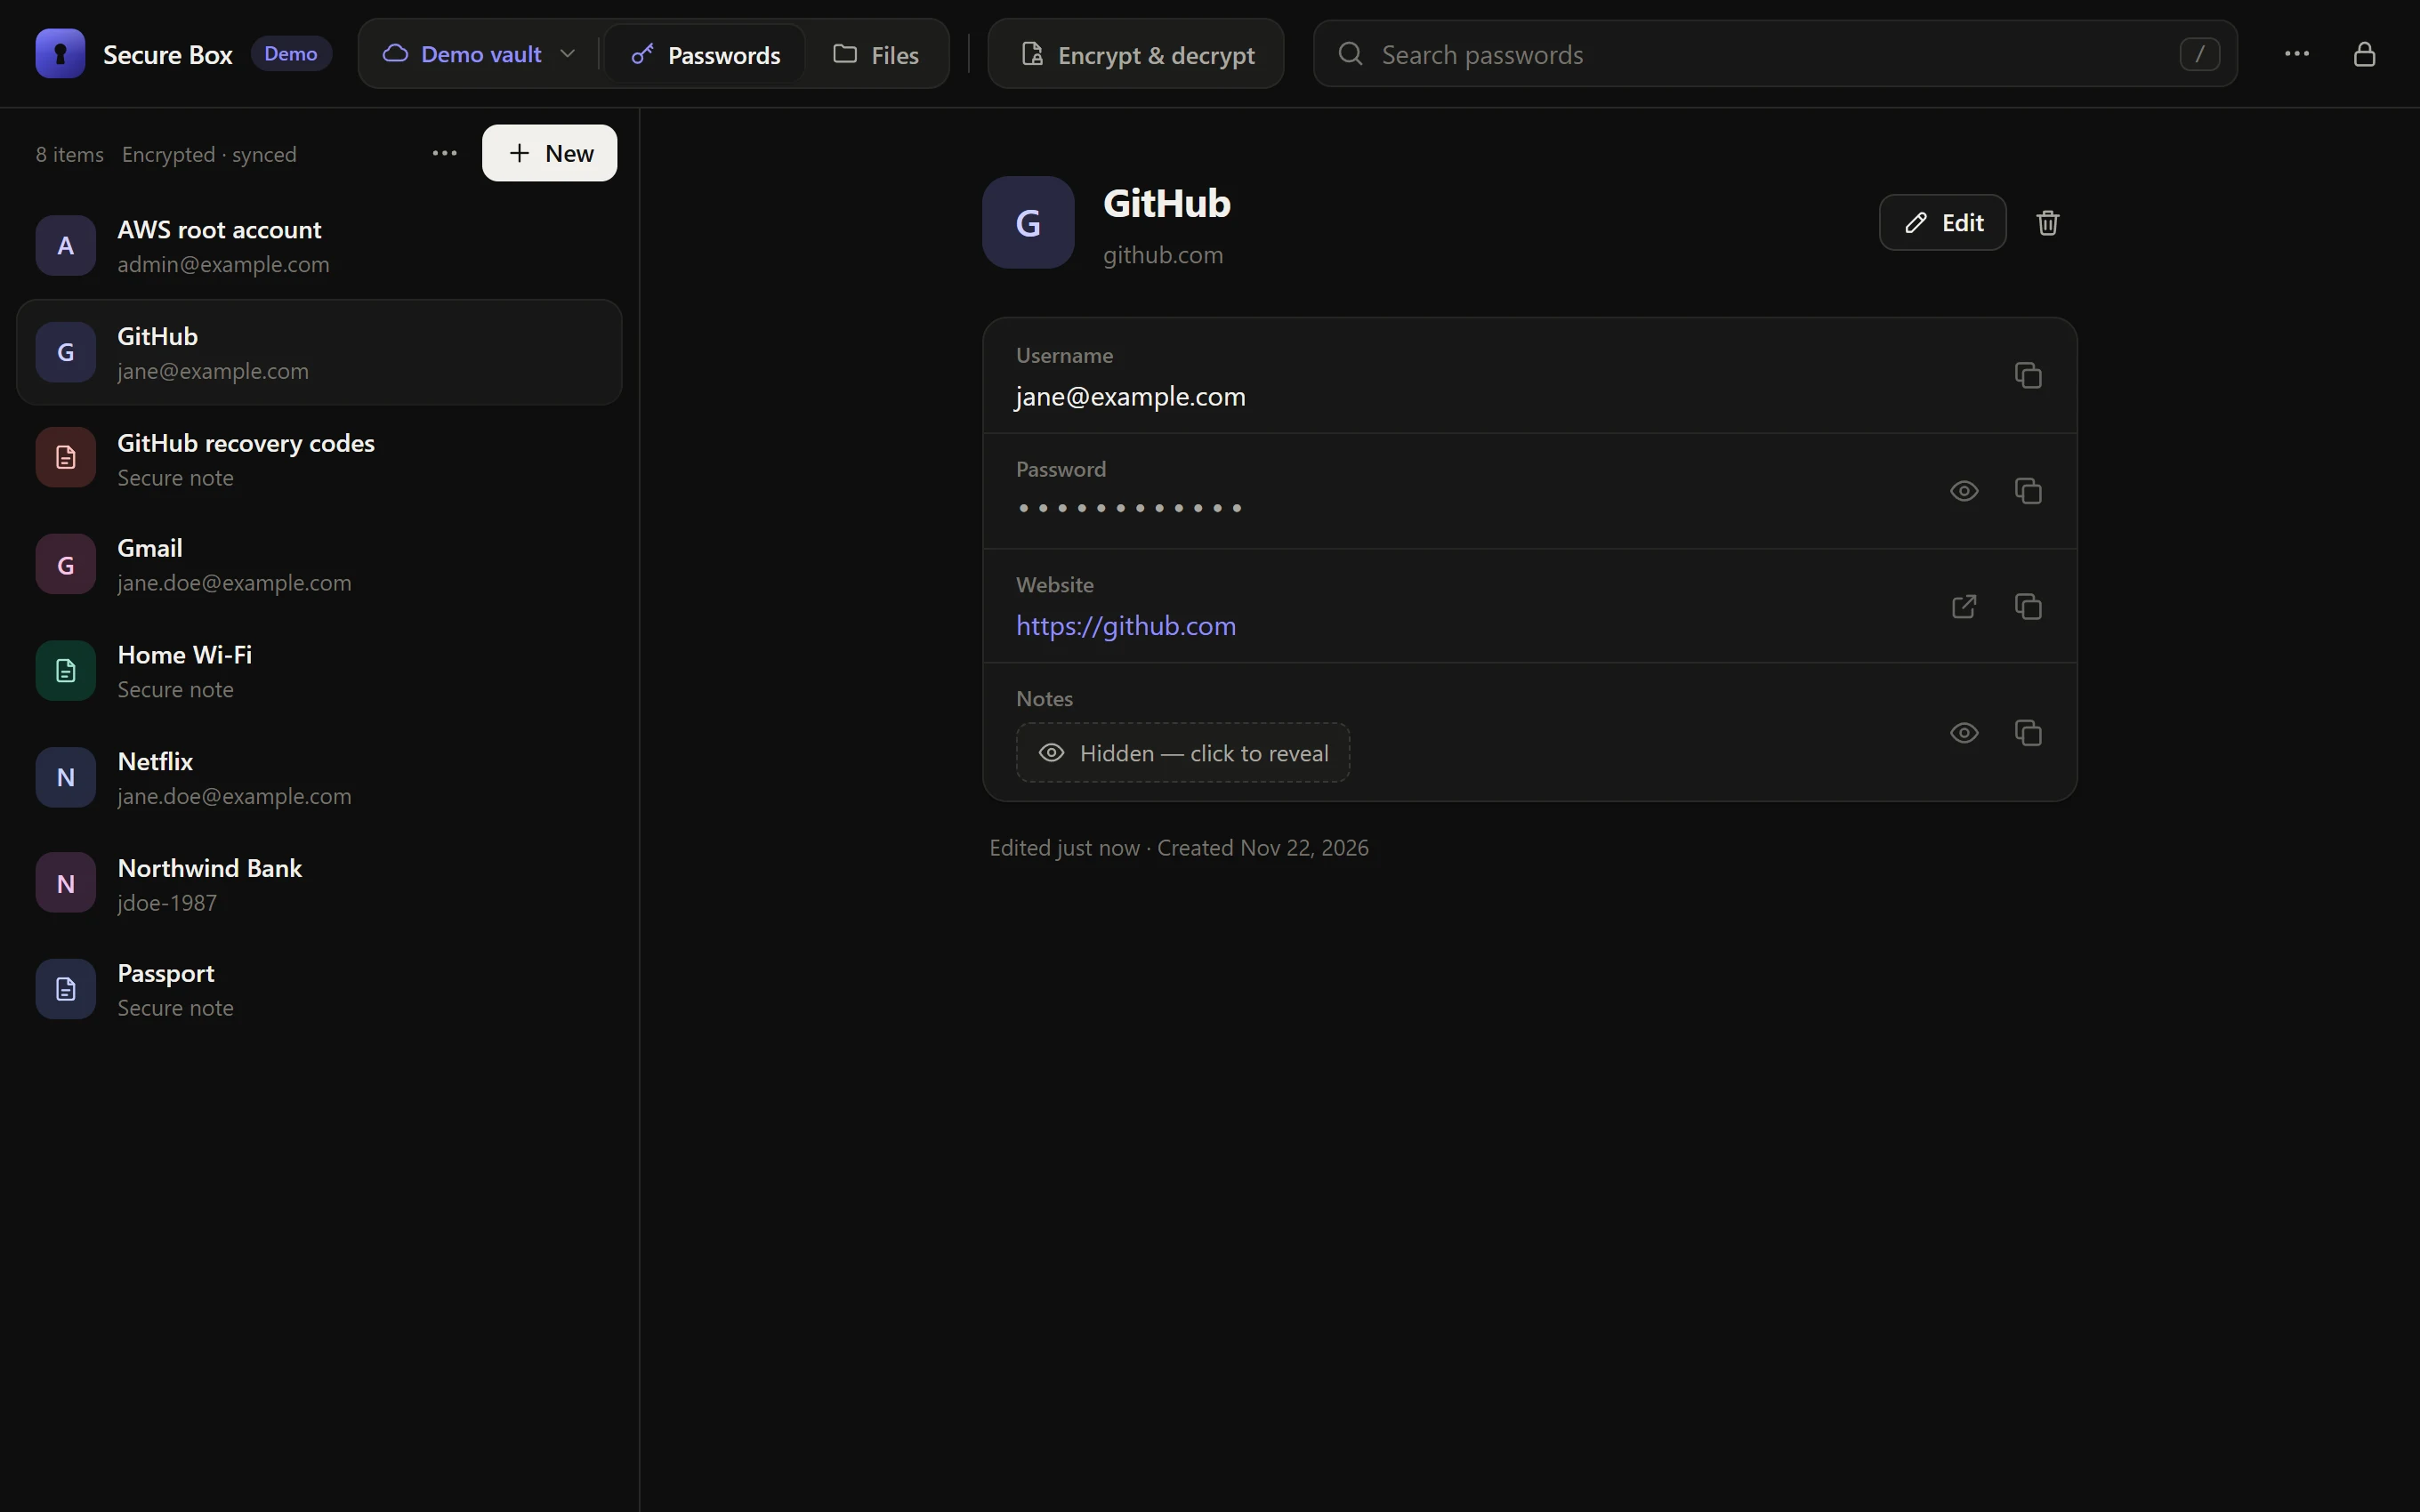 Secure Box Demo
Demo vault
Passwords
Files
Encrypt & decrypt
Search passwords /
8 items Encrypted · synced
New
A
AWS root account
admin@example.com
G
GitHub
jane@example.com
GitHub recovery codes
Secure note
G
Gmail
jane.doe@example.com
Home Wi-Fi
Secure note
N
Netflix
jane.doe@example.com
N
Northwind Bank
jdoe-1987
Passport
Secure note
G
GitHub
github.com
Edit
Username
jane@example.com
Password
••••••••••••
Website
https://github.com
Notes
Hidden — click to reveal
Edited just now · Created Nov 22, 2026